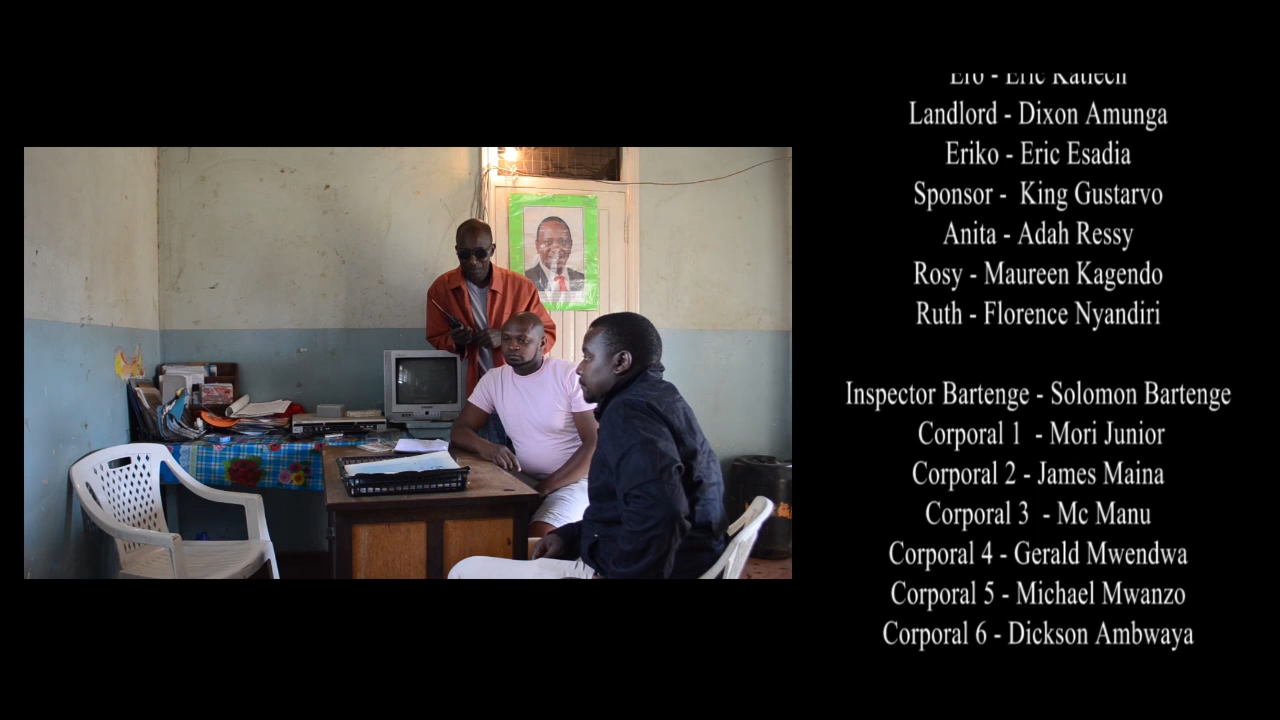 Landlord - Dixon Amunga
Eriko - Eric Esadia
Sponsor - King Gustarvo
Anita - Adah Ressy
Rosy - Maureen Kagendo
Ruth - Florence Nyandiri
Inspector Bartenge - Solomon Bartenge
Corporal 1 - Mori Junior
Corporal 2 - James Maina
Corporal 3 - Mc Manu
Corporal 4 - Gerald Mwendwa
Corporal 5 - Michael Mwanzo
Corporal 6 - Dickson Ambwaya